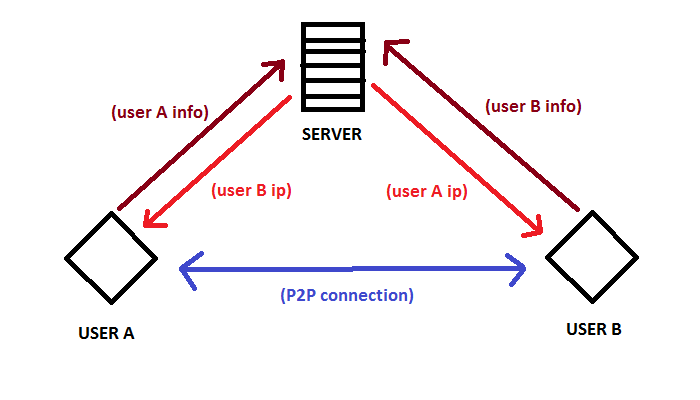 SERVER
(user A info)
(user B info)
(user B ip)
(user A ip)
(P2P connection)
USER A
USER B